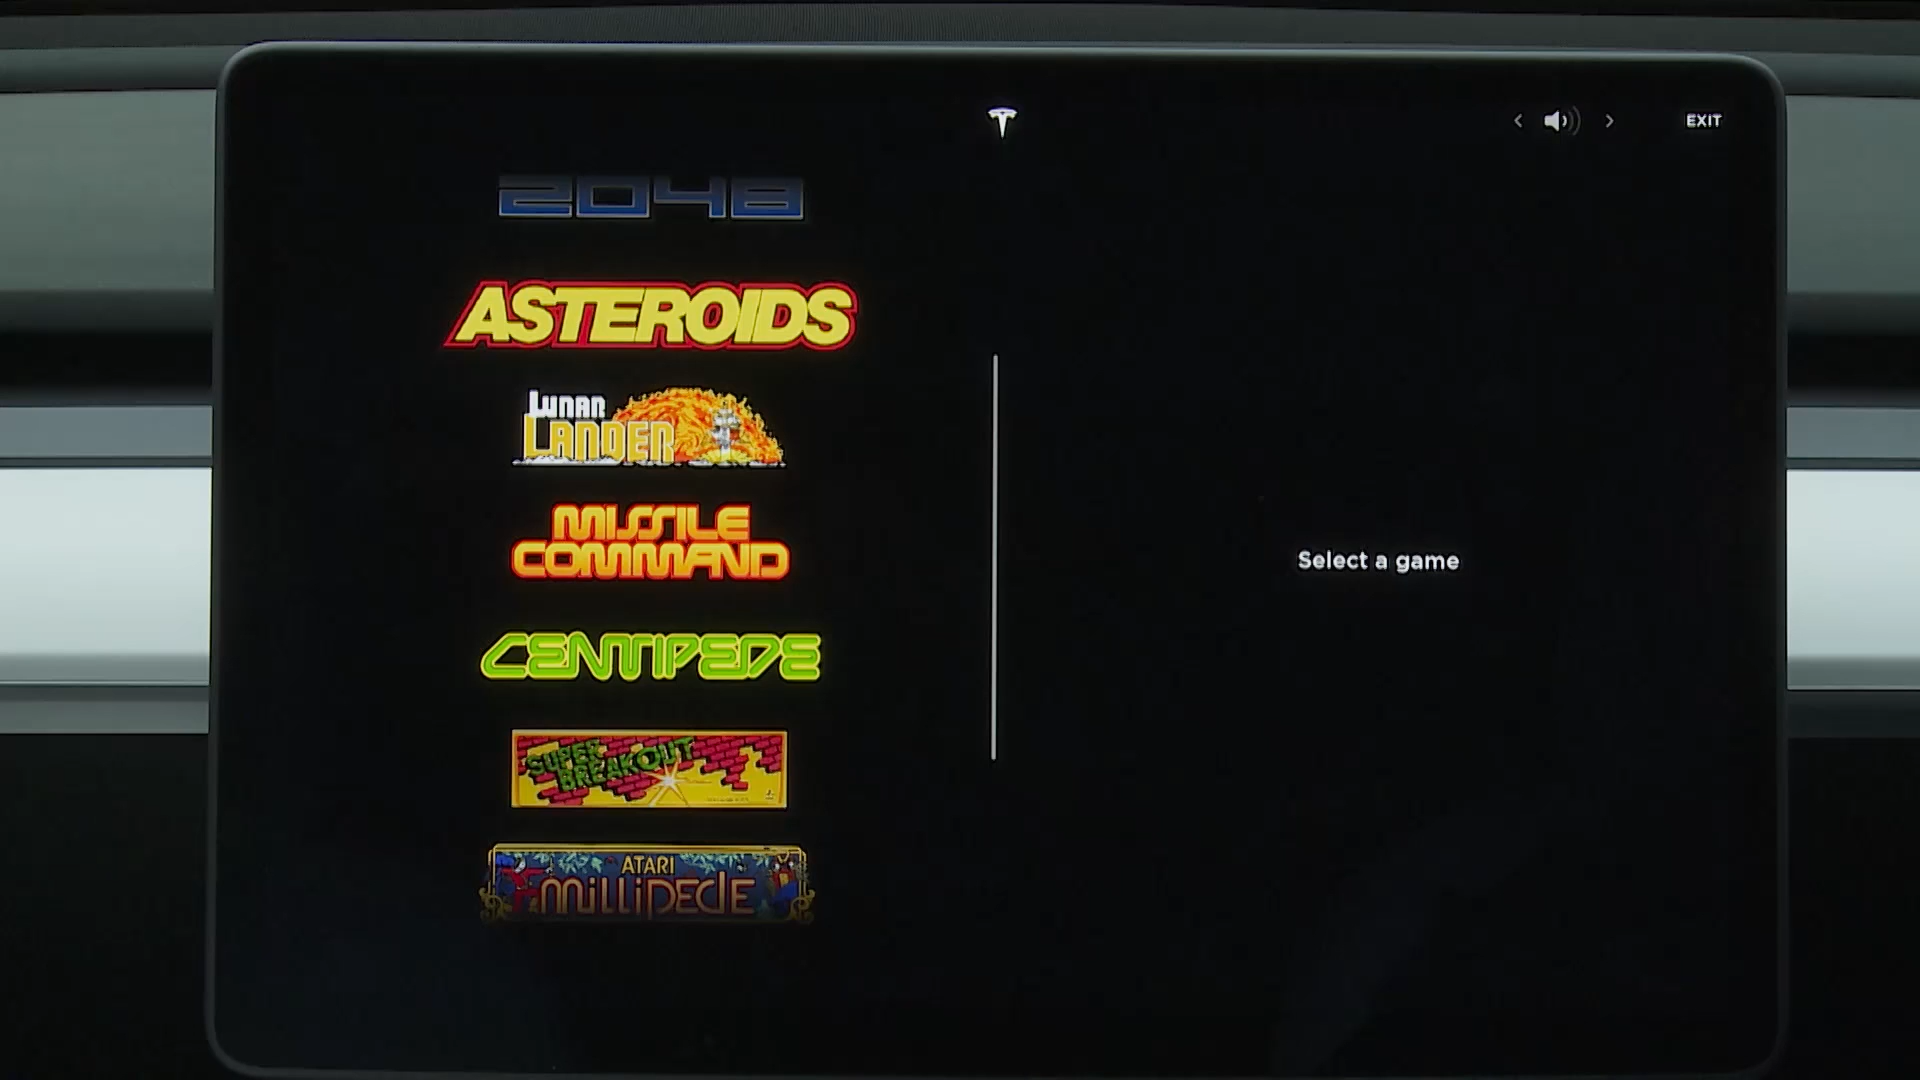 EXIT
2048
ASTEROIDS
LUNAR
LANDER
MISSILE
COMMAND
Select a game
CENTIPEDE
SUPER
BREAKOUT
ATARI
MILLIPEDE